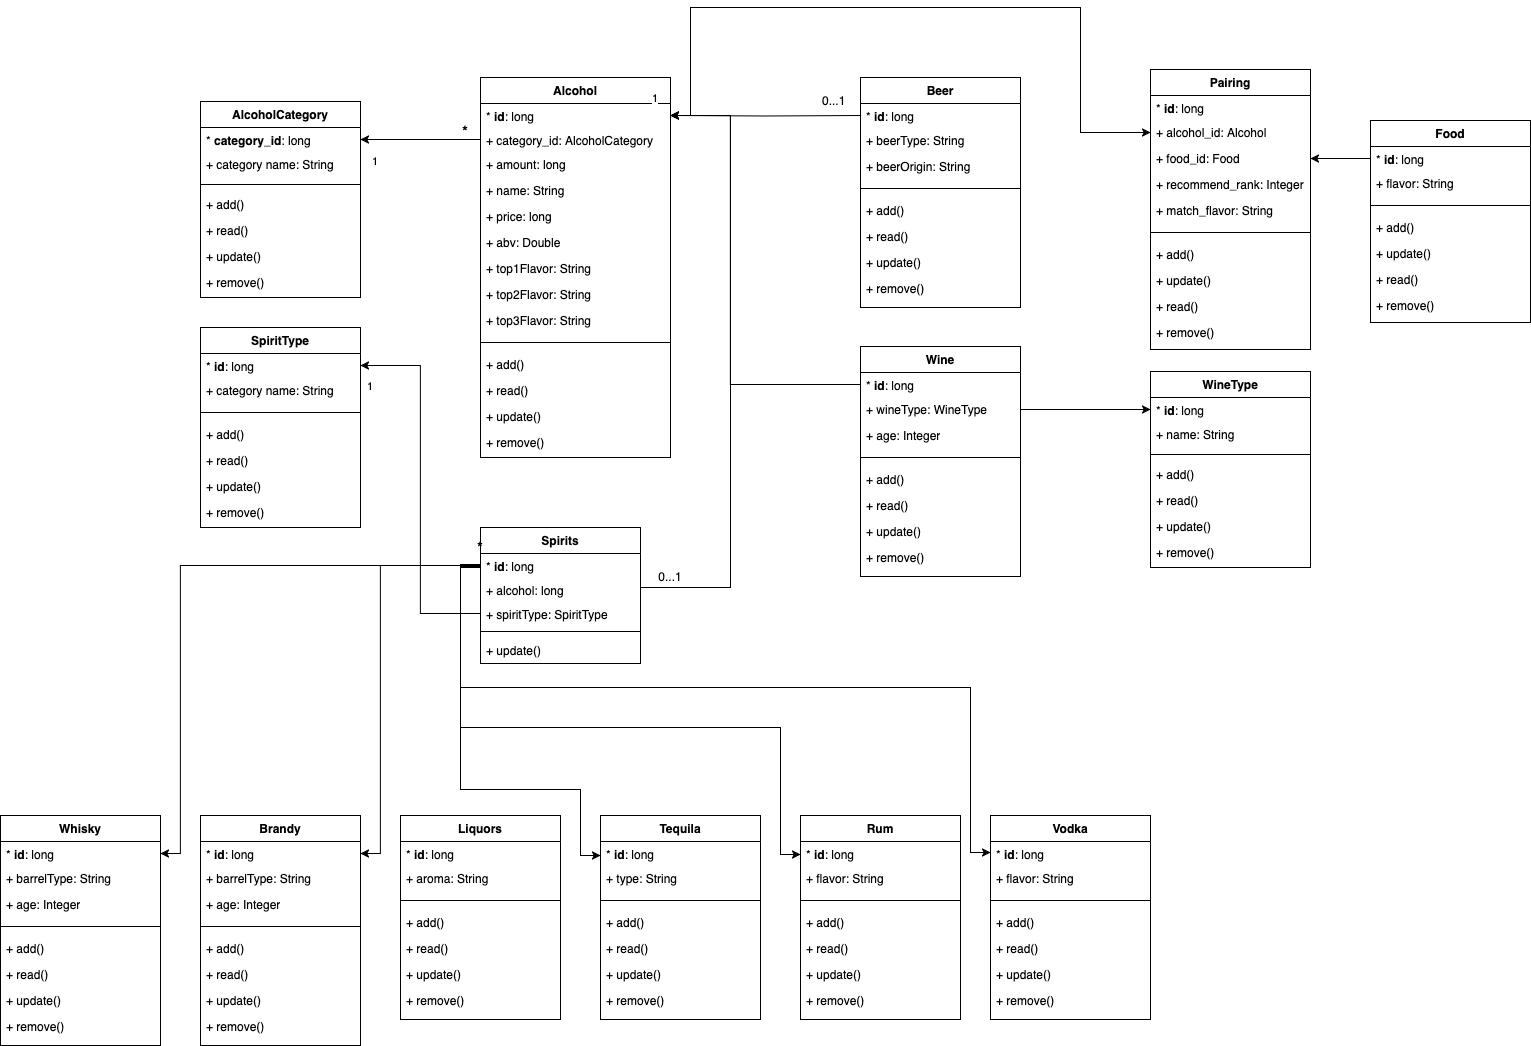 AlcoholCategory
* category_id: long
+ category name: String
+ add()
+ read()
+ update()
+ remove()
*
1
Alcohol
1
* id: long
+ category_id: AlcoholCategory
+ amount: long
+ name: String
+ price: long
+ abv: Double
+ top1Flavor: String
+ top2Flavor: String
+ top3Flavor: String
+ add()
+ read()
+ update()
+ remove()
0...1
Beer
* id: long
+ beerType: String
+ beerOrigin: String
+ add()
+ read()
+ update()
+ remove()
Pairing
* id: long
+ alcohol_id: Alcohol
+ food_id: Food
+ recommend_rank: Integer
+ match_flavor: String
+ add()
+ update()
+ read()
+ remove()
Food
* id: long
+ flavor: String
+ add()
+ update()
+ read()
+ remove()
SpiritType
* id: long
+ category name: String
+ add()
+ read()
+ update()
+ remove()
1
Wine
* id: long
+ wineType: WineType
+ age: Integer
+ add()
+ read()
+ update()
+ remove()
WineType
* id: long
+ name: String
+ add()
+ read()
+ update()
+ remove()
*
Spirits
* id: long
+ alcohol: long
+ spiritType: SpiritType
+ update()
0...1
Whisky
* id: long
+ barrelType: String
+ age: Integer
+ add()
+ read()
+ update()
+ remove()
Brandy
* id: long
+ barrelType: String
+ age: Integer
+ add()
+ read()
+ update()
+ remove()
Liquors
* id: long
+ aroma: String
+ add()
+ read()
+ update()
+ remove()
Tequila
* id: long
+ type: String
+ add()
+ read()
+ update()
+ remove()
Rum
* id: long
+ flavor: String
+ add()
+ read()
+ update()
+ remove()
Vodka
* id: long
+ flavor: String
+ add()
+ read()
+ update()
+ remove()